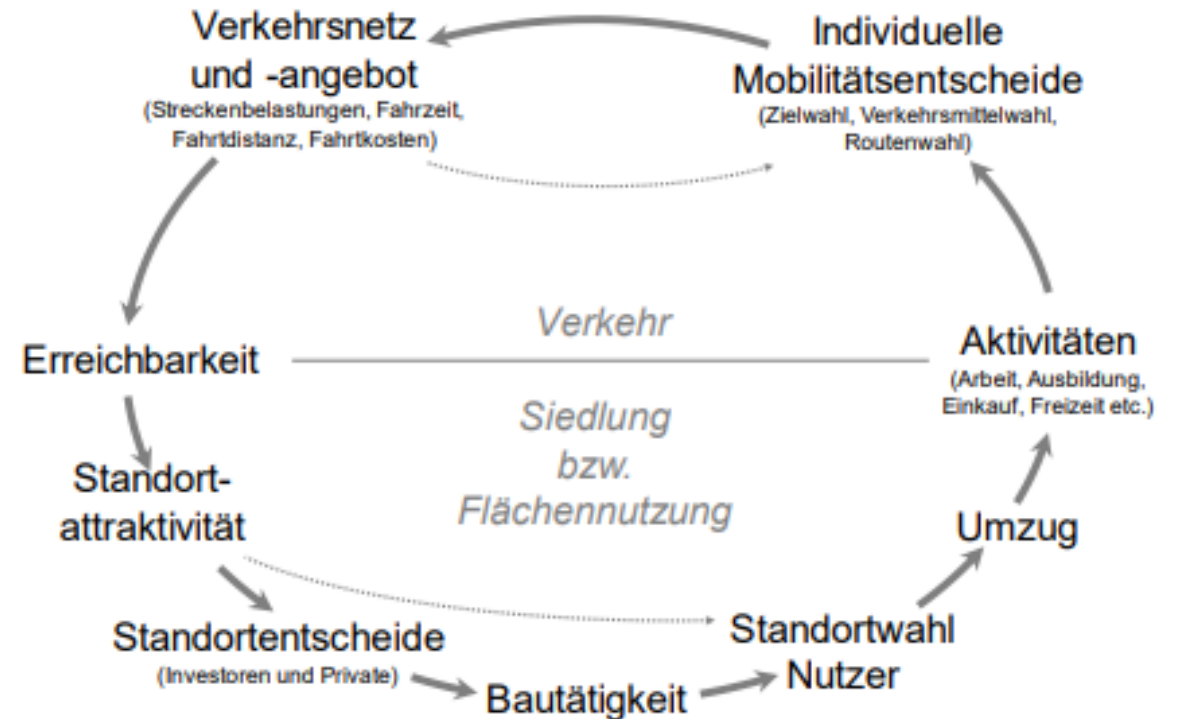 Verkehrsnetz
und -angebot
(Streckenbelastungen, Fahrzeit,
Fahrtdistanz, Fahrtkosten)
Individuelle
Mobilitätsentscheide
(Zielwahl, Verkehrsmittelwahl,
Routenwahl)
Verkehr
Erreichbarkeit
Aktivitäten
(Arbeit, Ausbildung,
Einkauf, Freizeit etc.)
Siedlung
bzw.
Flächennutzung
Standort-
attraktivität
Umzug
Standortentscheide
(Investoren und Private)
Bautätigkeit
Standortwahl
Nutzer